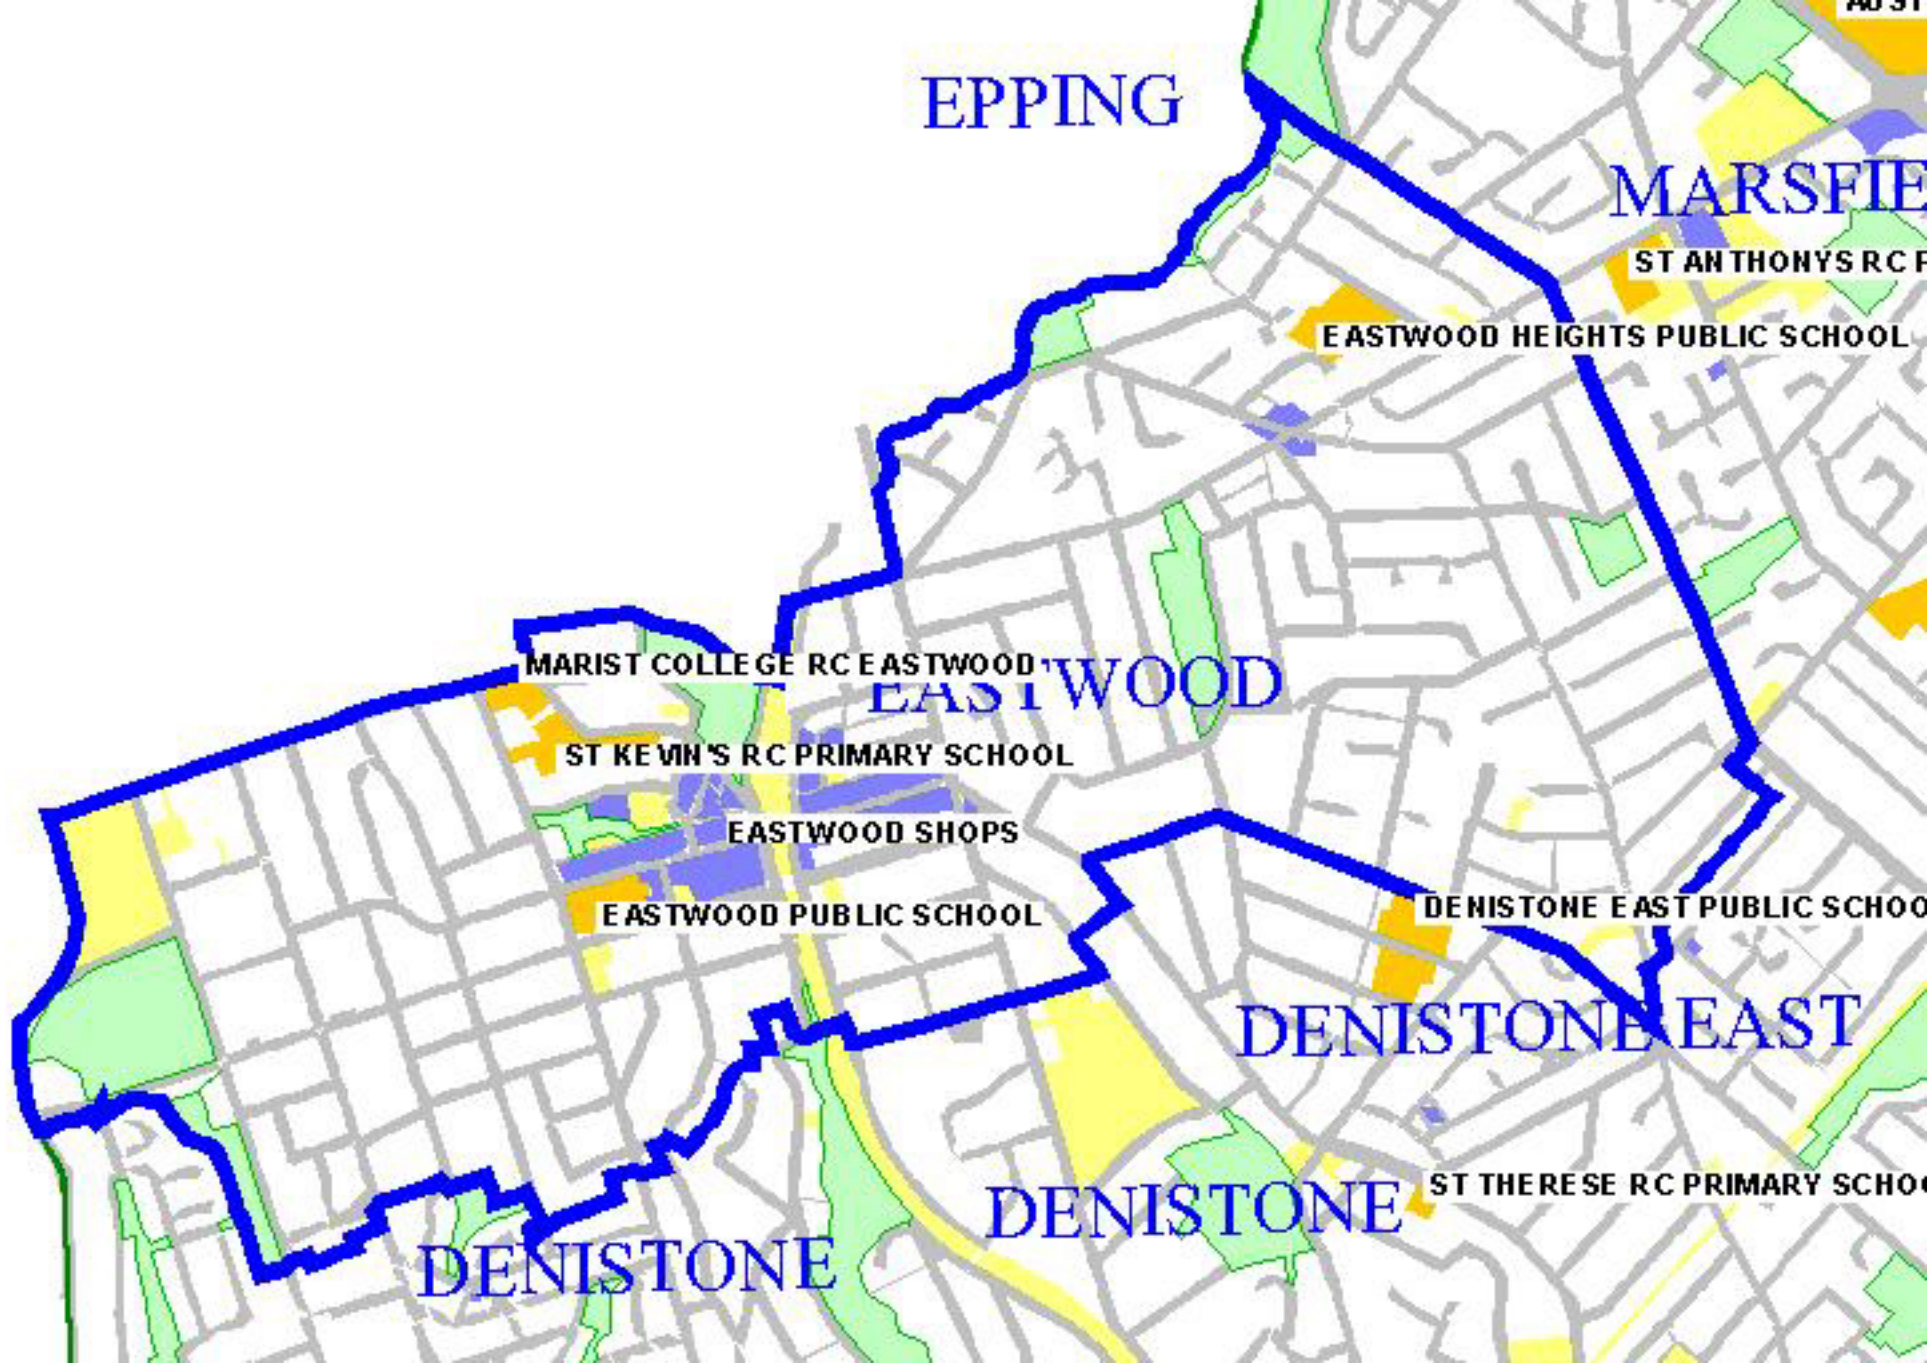 EPPING
MARSFIE
ST ANTHONYS RC P
EASTWOOD HEIGHTS PUBLIC SCHOOL
MARIST COLLEGE RC EASTWOOD
EASTWOOD
ST KEVIN'S RC PRIMARY SCHOOL
EASTWOOD SHOPS
EASTWOOD PUBLIC SCHOOL
DENISTONE EAST PUBLIC SCHOO
DENISTONE EAST
ST THERESE RC PRIMARY SCHOO
DENISTONE
DENISTONE